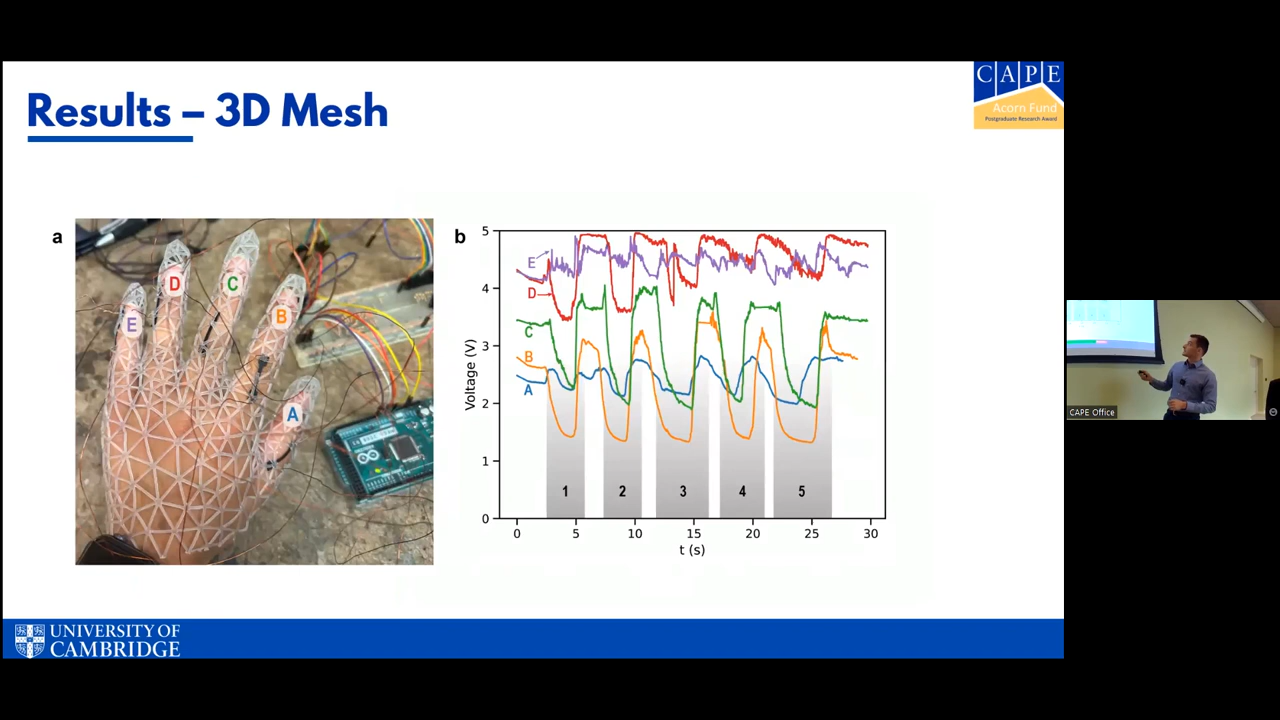 Results – 3D Mesh
CAPE
Acorn Fund
Postgraduate Research Award
a
E
D
C
B
A
b
Voltage (V)
5
4
3
2
1
0
E
D
C
B
A
1 2 3 4 5
0 5 10 15 20 25 30
t (s)
UNIVERSITY OF
CAMBRIDGE
CAPE Office